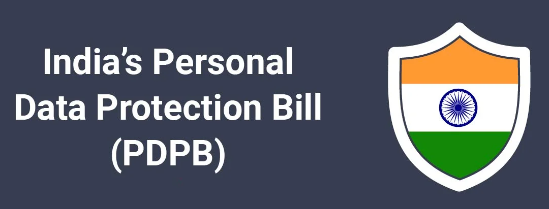 India’s Personal
Data Protection Bill
(PDPB)